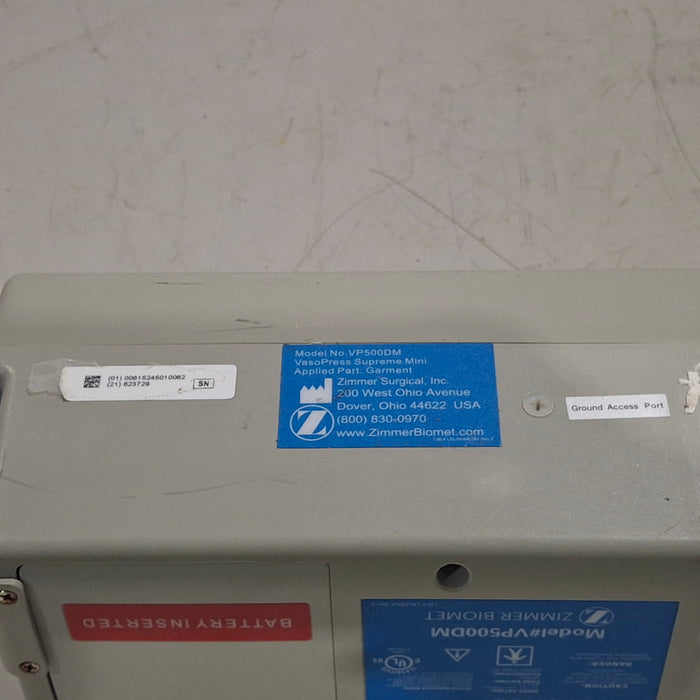 (01) 00815245010062
(21) 623729
SN
Model No. VP500DM
VasoPress Supreme Mini
Applied Part: Garment
Zimmer Surgical, Inc.
200 West Ohio Avenue
Dover, Ohio 44622 USA
(800) 830-0970
www.ZimmerBiomet.com
Ground Access Port
BATTERY INSERTED
ZIMMER BIOMET
Model#VP500DM
CAUTION:
DANGER: